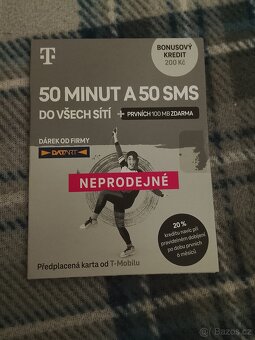 T
BONUSOVÝ
KREDIT
200 Kč
50 MINUT A 50 SMS
DO VŠECH SÍTÍ + PRVNÍCH 100 MB ZDARMA
DÁREK OD FIRMY
DATART
NEPRODEJNÉ
20 %
kreditu navíc při
pravidelném dobíjení
po dobu prvních
6 měsíců
Předplacená karta od T-Mobilu
sbazar.cz